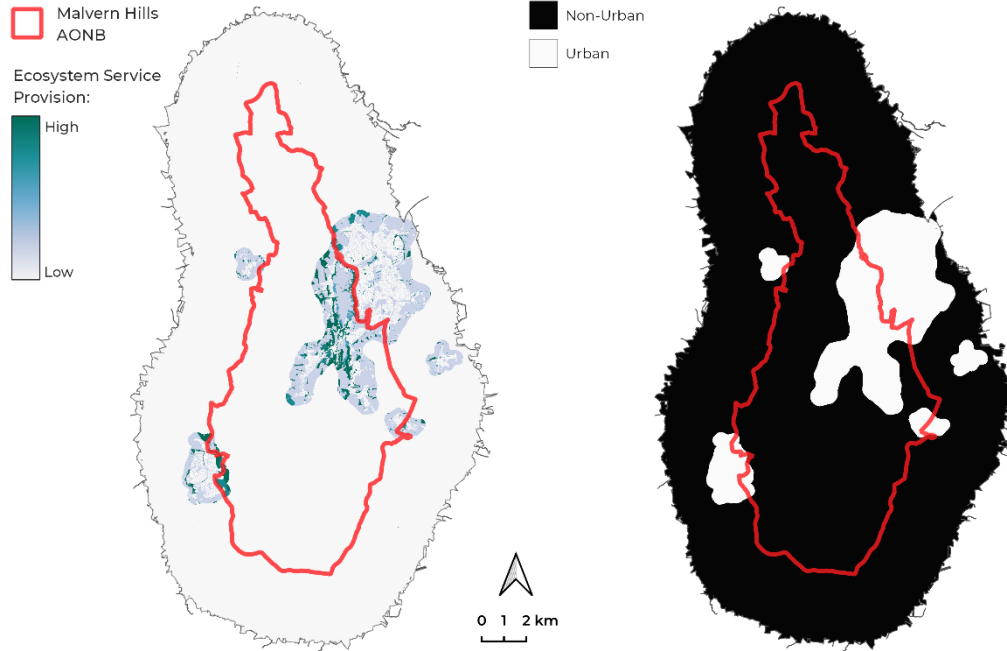 Malvern Hills
AONB
Ecosystem Service
Provision:
High
Low
Non-Urban
Urban
0 1 2 km